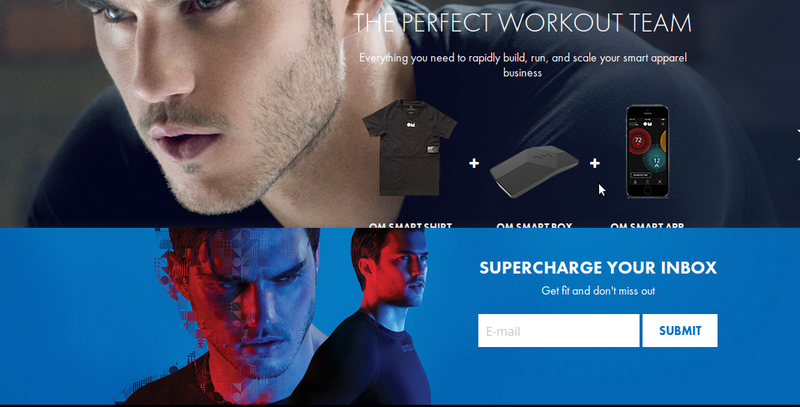 THE PERFECT WORKOUT TEAM
Everything you need to rapidly build, run, and scale your smart apparel
business
OM
72
12
OM SMART SHIRT
OM SMART BOX
OM SMART APP
SUPERCHARGE YOUR INBOX
Get fit and don't miss out
E-mail
SUBMIT